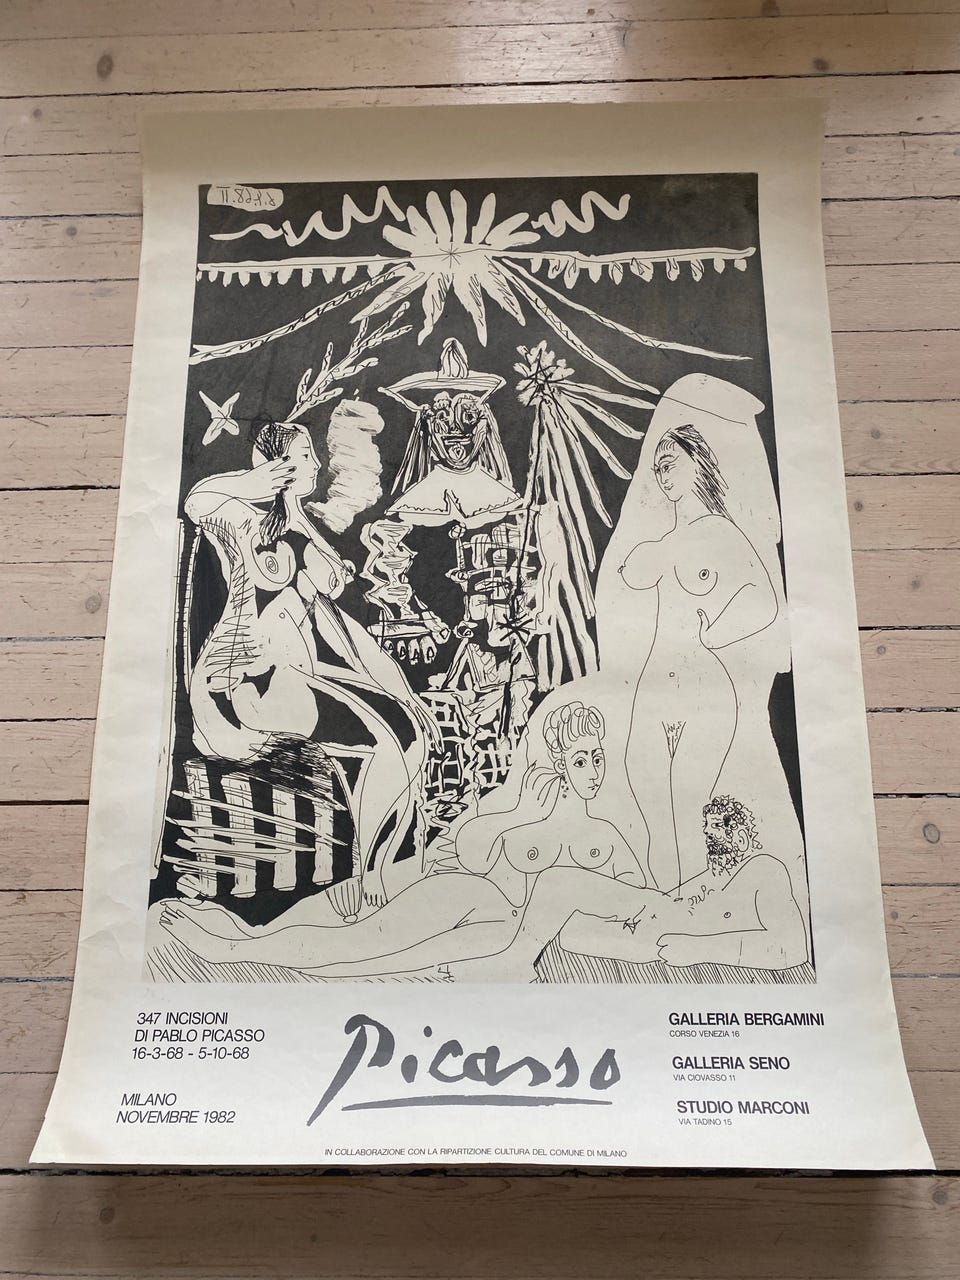 347 INCISIONI
DI PABLO PICASSO
16-3-68 - 5-10-68
MILANO
NOVEMBRE 1982
Picasso
GALLERIA BERGAMINI
CORSO VENEZIA 16
GALLERIA SENO
VIA CIOVASSO 11
STUDIO MARCONI
VIA TADINO 15
IN COLLABORAZIONE CON LA RIPARTIZIONE CULTURA DEL COMUNE DI MILANO